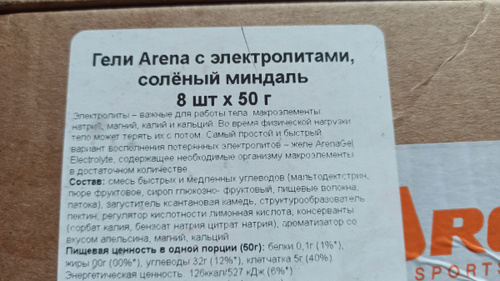 Гели Arena с электролитами,
солёный миндаль
8 шт х 50 г
Электролиты – важные для работы тела макроэлементы
натрий, магний, калий и кальций. Во время физической нагрузки
тело может терять их с потом. Самый простой и быстрый
вариант восполнения потерянных электролитов – желе ArenaGel
Electrolyte, содержащее необходимые организму макроэлементы
в достаточном количестве
Состав: смесь быстрых и медленных углеводов (мальтодекстрин,
пюре фруктовое, сироп глюкозно- фруктовый, пищевые волокна,
патока), загуститель ксантановая камедь, структурообразователь
пектин, регулятор кислотности лимонная кислота, консерванты
(сорбат калия, бензоат натрия цитрат натрия), ароматизатор со
вкусом апельсина, магний, кальций
Пищевая ценность в одной порции (50г): белки 0,1г (1%*),
жиры 00г (00%*), углеводы 32г (12%*), клетчатка 5г (40%)
Энергетическая ценность: 126ккал/527 кДж (6%*)
SPORT